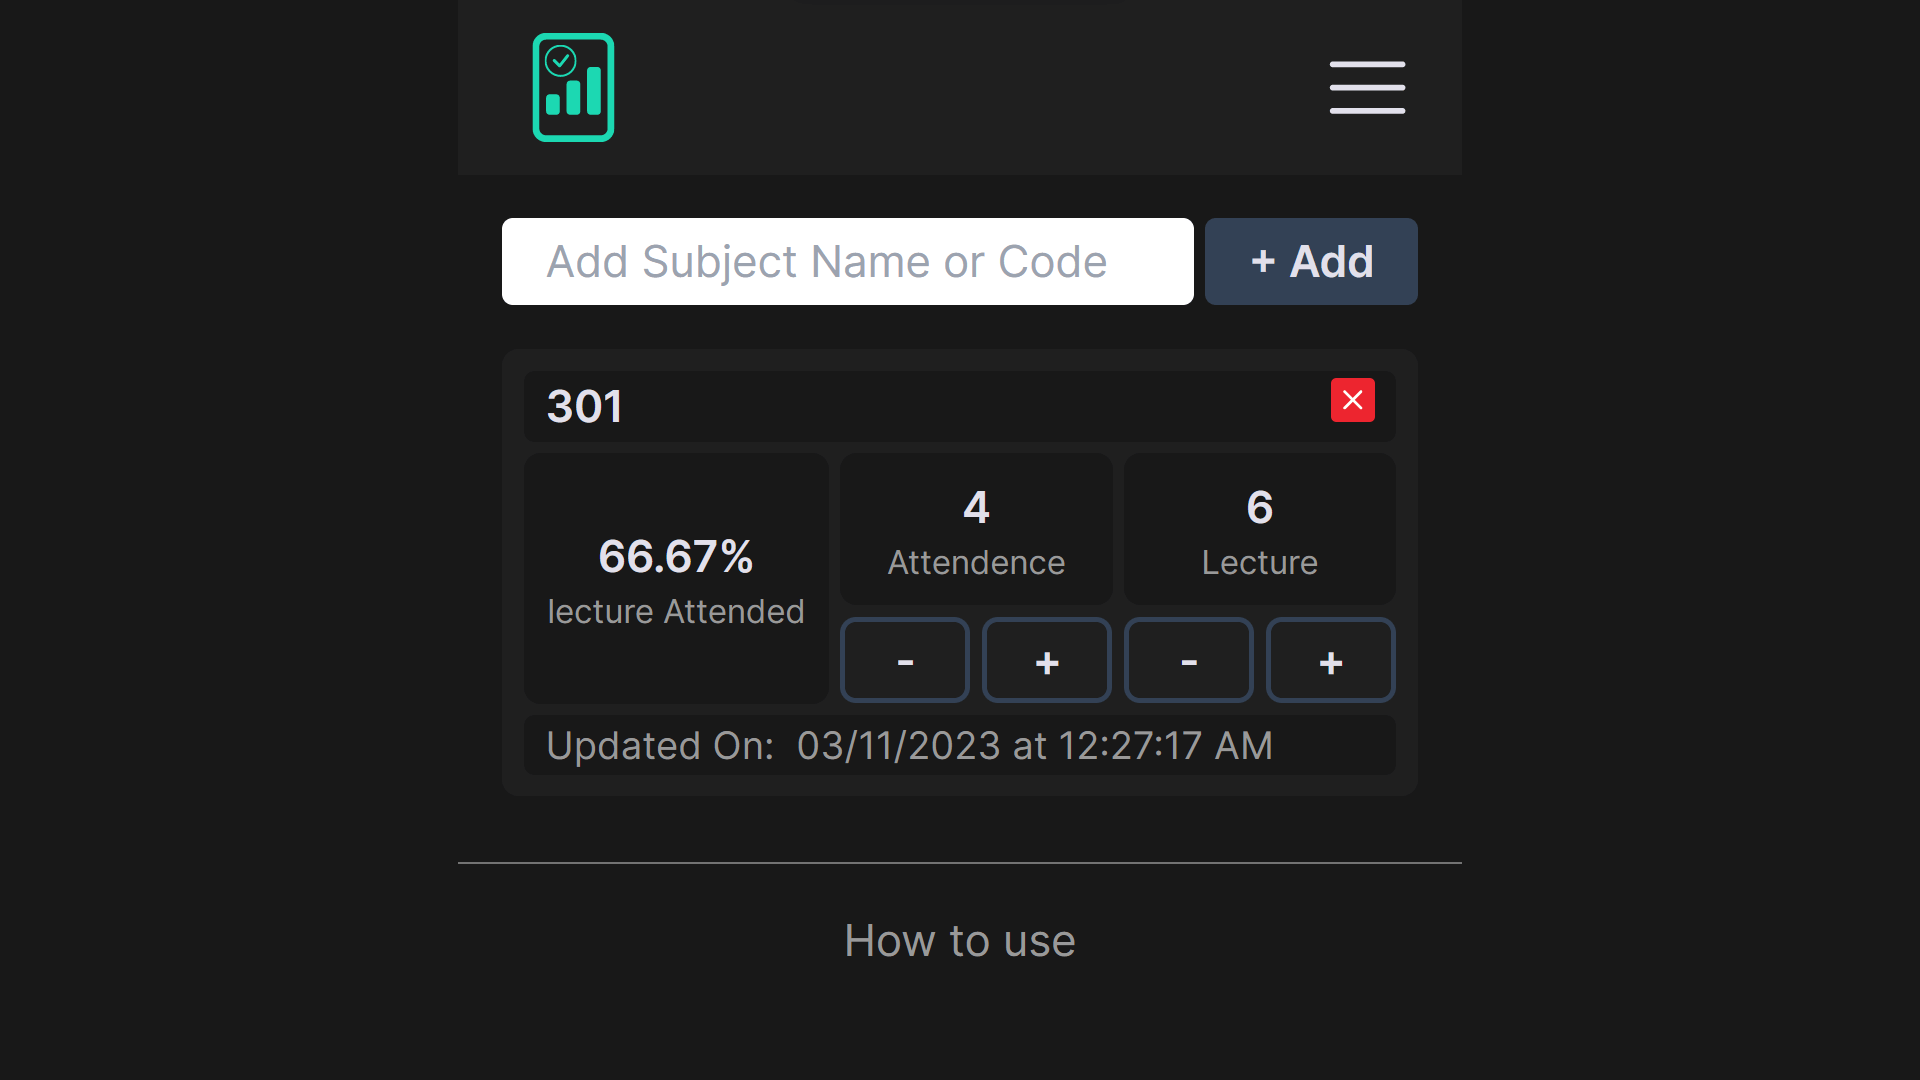 Add Subject Name or Code
+ Add
301
66.67%
lecture Attended
4
Attendence
6
Lecture
- + - +
Updated On: 03/11/2023 at 12:27:17 AM
How to use